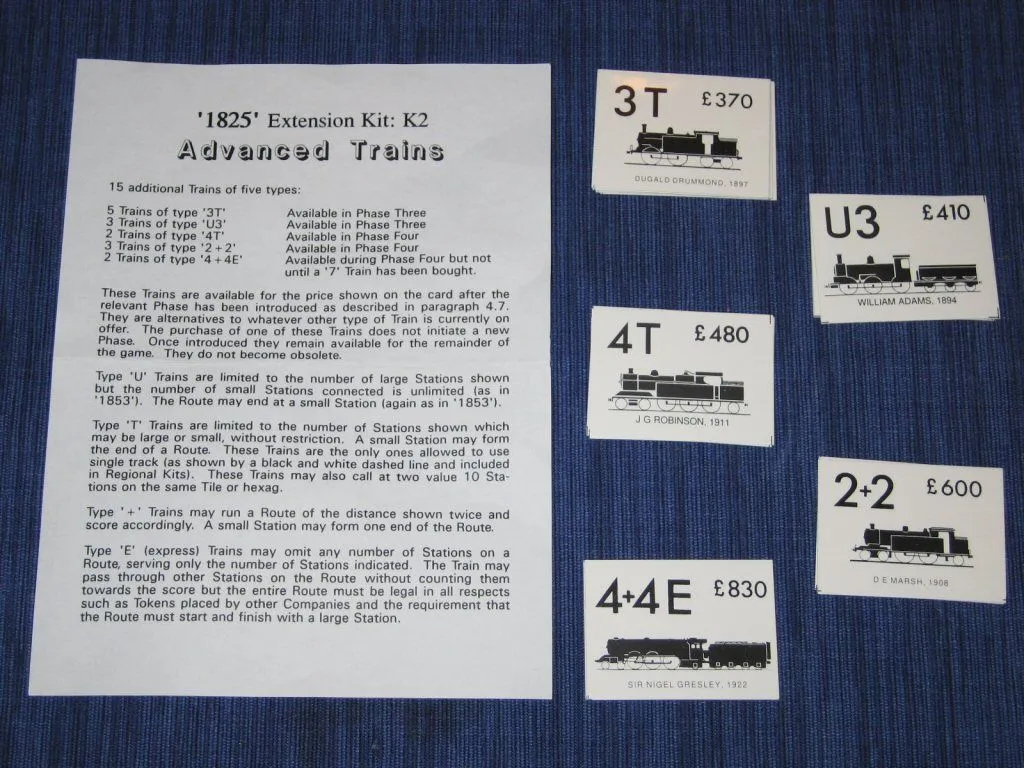 '1825' Extension Kit: K2
Advanced Trains
15 additional Trains of five types:
5 Trains of type '3T' Available in Phase Three
3 Trains of type 'U3' Available in Phase Three
2 Trains of type '4T' Available in Phase Four
3 Trains of type '2+2' Available in Phase Four
2 Trains of type '4+4E' Available during Phase Four but not
until a '7' Train has been bought.
These Trains are available for the price shown on the card after the
relevant Phase has been introduced as described in paragraph 4.7.
They are alternatives to whatever other type of Train is currently on
offer. The purchase of one of these Trains does not initiate a new
Phase. Once introduced they remain available for the remainder of
the game. They do not become obsolete.
Type 'U' Trains are limited to the number of large Stations shown
but the number of small Stations connected is unlimited (as in
'1853'). The Route may end at a small Station (again as in '1853').
Type 'T' Trains are limited to the number of Stations shown which
may be large or small, without restriction. A small Station may form
the end of a Route. These Trains are the only ones allowed to use
single track (as shown by a black and white dashed line and included
in Regional Kits). These Trains may also call at two value 10 Sta-
tions on the same Tile or hexag.
Type '+' Trains may run a Route of the distance shown twice and
score accordingly. A small Station may form one end of the Route.
Type 'E' (express) Trains may omit any number of Stations on a
Route, serving only the number of Stations indicated. The Train may
pass through other Stations on the Route without counting them
towards the score but the entire Route must be legal in all respects
such as Tokens placed by other Companies and the requirement that
the Route must start and finish with a large Station.
3T £370
DUGALD DRUMMOND, 1897
U3 £410
WILLIAM ADAMS, 1894
4T £480
J G ROBINSON, 1911
2+2 £600
D E MARSH, 1908
4+4E £830
SIR NIGEL GRESLEY, 1922